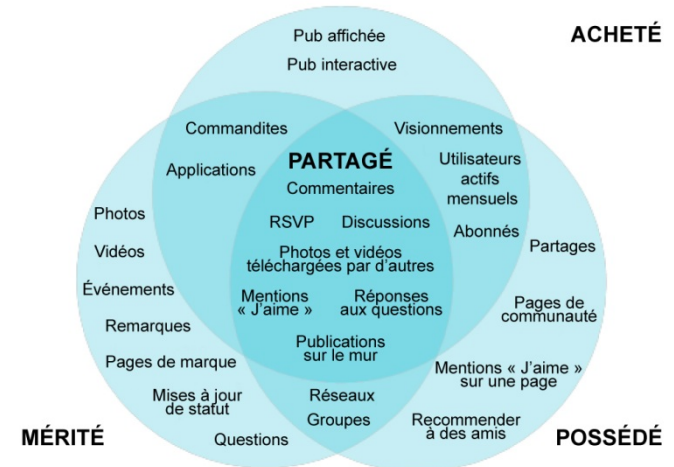 Pub affichée
ACHETÉ
Pub interactive
Commandites
Visionnements
PARTAGÉ
Applications
Utilisateurs
actifs
mensuels
Commentaires
Photos
RSVP
Discussions
Abonnés
Partages
Vidéos
Photos et vidéos
téléchargées par d'autres
Événements
Mentions
« J'aime »
Réponses
aux questions
Pages de
communauté
Remarques
Publications
sur le mur
Pages de marque
Mentions « J'aime »
sur une page
Mises à jour
de statut
Réseaux
Groupes
Recommender
à des amis
MÉRITÉ
Questions
POSSÉDÉ